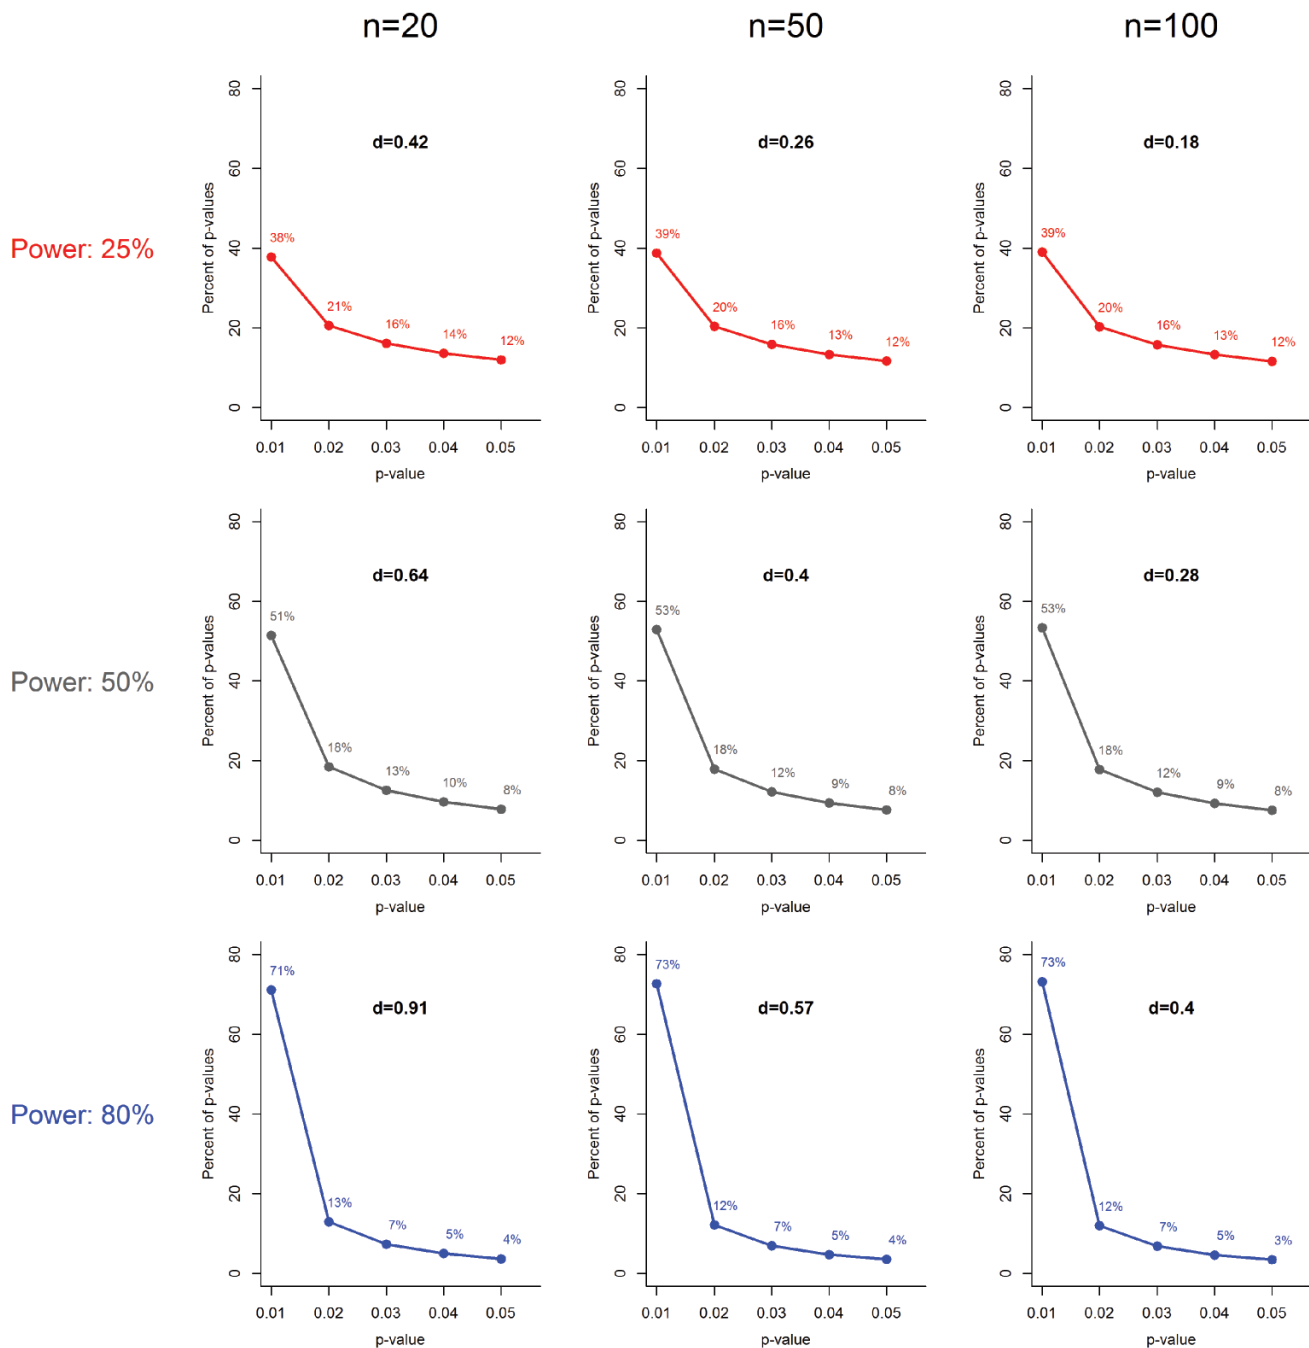 n=20 n=50 n=100
Power: 25%
Percent of p-values
80
60
40
20
0
d=0.42
38%
21%
16%
14%
12%
0.01 0.02 0.03 0.04 0.05
p-value
Percent of p-values
80
60
40
20
0
d=0.26
39%
20%
16%
13%
12%
0.01 0.02 0.03 0.04 0.05
p-value
Percent of p-values
80
60
40
20
0
d=0.18
39%
20%
16%
13%
12%
0.01 0.02 0.03 0.04 0.05
p-value
Power: 50%
Percent of p-values
80
60
40
20
0
d=0.64
51%
18%
13%
10%
8%
0.01 0.02 0.03 0.04 0.05
p-value
Percent of p-values
80
60
40
20
0
d=0.4
53%
18%
12%
9%
8%
0.01 0.02 0.03 0.04 0.05
p-value
Percent of p-values
80
60
40
20
0
d=0.28
53%
18%
12%
9%
8%
0.01 0.02 0.03 0.04 0.05
p-value
Power: 80%
Percent of p-values
80
60
40
20
0
d=0.91
71%
13%
7%
5%
4%
0.01 0.02 0.03 0.04 0.05
p-value
Percent of p-values
80
60
40
20
0
d=0.57
73%
12%
7%
5%
4%
0.01 0.02 0.03 0.04 0.05
p-value
Percent of p-values
80
60
40
20
0
d=0.4
73%
12%
7%
5%
3%
0.01 0.02 0.03 0.04 0.05
p-value